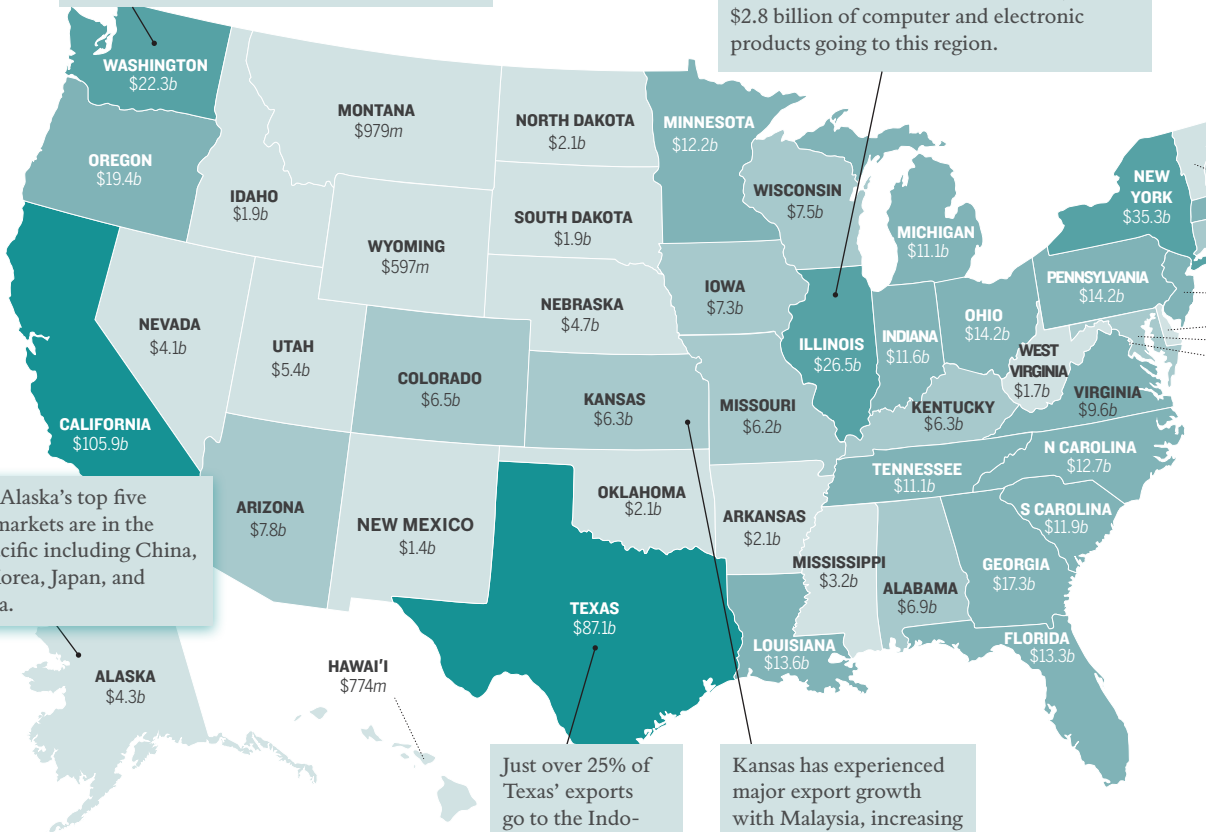 $2.8 billion of computer and electronic
products going to this region.
WASHINGTON
$22.3b
MONTANA
$979m
NORTH DAKOTA
$2.1b
MINNESOTA
$12.2b
OREGON
$19.4b
IDAHO
$1.9b
WISCONSIN
$7.5b
NEW
YORK
$35.3b
SOUTH DAKOTA
$1.9b
MICHIGAN
$11.1b
WYOMING
$597m
PENNSYLVANIA
$14.2b
IOWA
$7.3b
NEBRASKA
$4.7b
NEVADA
$4.1b
UTAH
$5.4b
ILLINOIS
$26.5b
INDIANA
$11.6b
OHIO
$14.2b
WEST
VIRGINIA
$1.7b
COLORADO
$6.5b
KANSAS
$6.3b
MISSOURI
$6.2b
KENTUCKY
$6.3b
VIRGINIA
$9.6b
CALIFORNIA
$105.9b
N CAROLINA
$12.7b
TENNESSEE
$11.1b
Alaska's top five
markets are in the
cific including China,
orea, Japan, and
a.
ARIZONA
$7.8b
NEW MEXICO
$1.4b
OKLAHOMA
$2.1b
ARKANSAS
$2.1b
S CAROLINA
$11.9b
MISSISSIPPI
$3.2b
ALABAMA
$6.9b
GEORGIA
$17.3b
TEXAS
$87.1b
LOUISIANA
$13.6b
FLORIDA
$13.3b
ALASKA
$4.3b
HAWAI'I
$774m
Just over 25% of
Texas' exports
go to the Indo-
Kansas has experienced
major export growth
with Malaysia, increasing